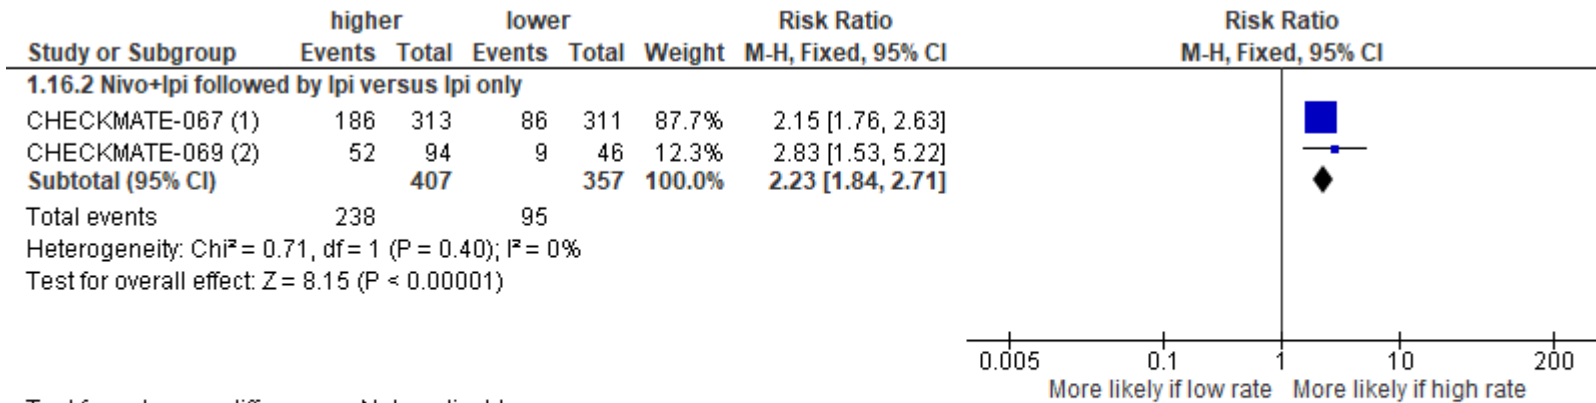 higher lower Risk Ratio Risk Ratio
Study or Subgroup Events Total Events Total Weight M-H, Fixed, 95% CI M-H, Fixed, 95% CI
1.16.2 Nivo+Ipi followed by Ipi versus Ipi only
CHECKMATE-067 (1) 186 313 86 311 87.7% 2.15 [1.76, 2.63]
CHECKMATE-069 (2) 52 94 9 46 12.3% 2.83 [1.53, 5.22]
Subtotal (95% CI) 407 357 100.0% 2.23 [1.84, 2.71]
Total events 238 95
Heterogeneity: Chi² = 0.71, df = 1 (P = 0.40); I² = 0%
Test for overall effect: Z = 8.15 (P < 0.00001)
0.005 0.1 1 10 200
More likely if low rate More likely if high rate